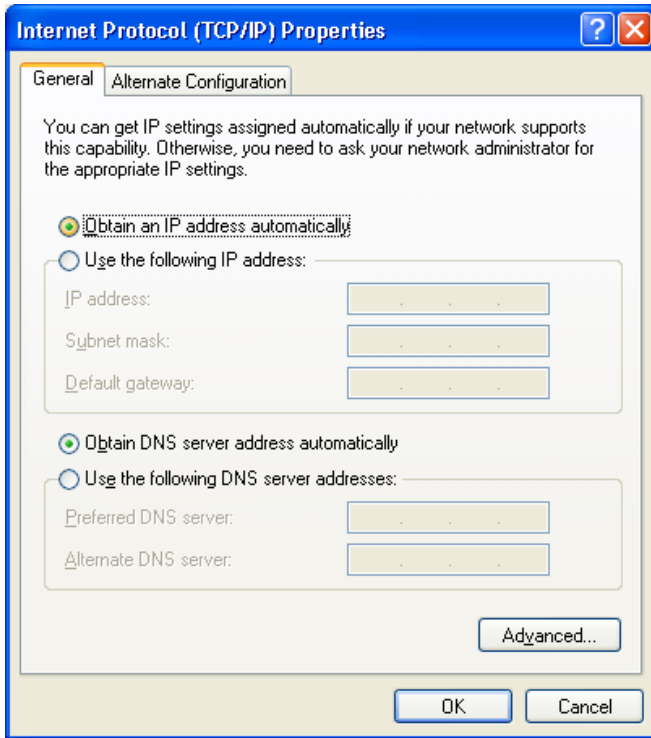 Internet Protocol (TCP/IP) Properties
General
Alternate Configuration
You can get IP settings assigned automatically if your network supports
this capability. Otherwise, you need to ask your network administrator for
the appropriate IP settings.
Obtain an IP address automatically
Use the following IP address:
IP address:
Subnet mask:
Default gateway:
Obtain DNS server address automatically
Use the following DNS server addresses:
Preferred DNS server:
Alternate DNS server:
Advanced...
OK
Cancel